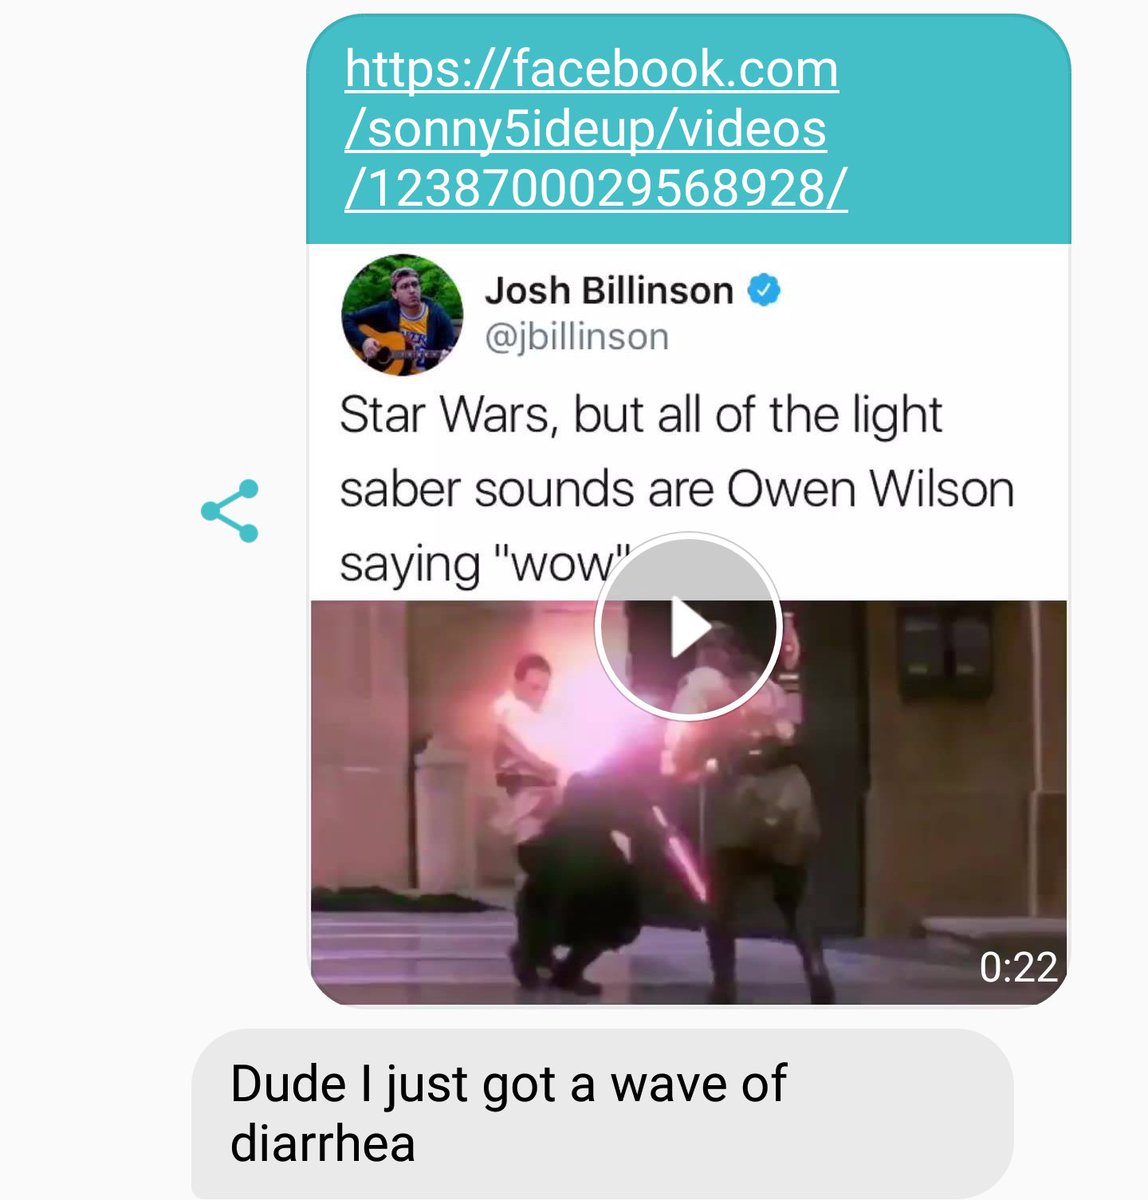 https://facebook.com
/sonny5ideup/videos
/1238700029568928/
Josh Billinson
@jbillinson
Star Wars, but all of the light
saber sounds are Owen Wilson
saying "wow"
0:22
Dude I just got a wave of
diarrhea